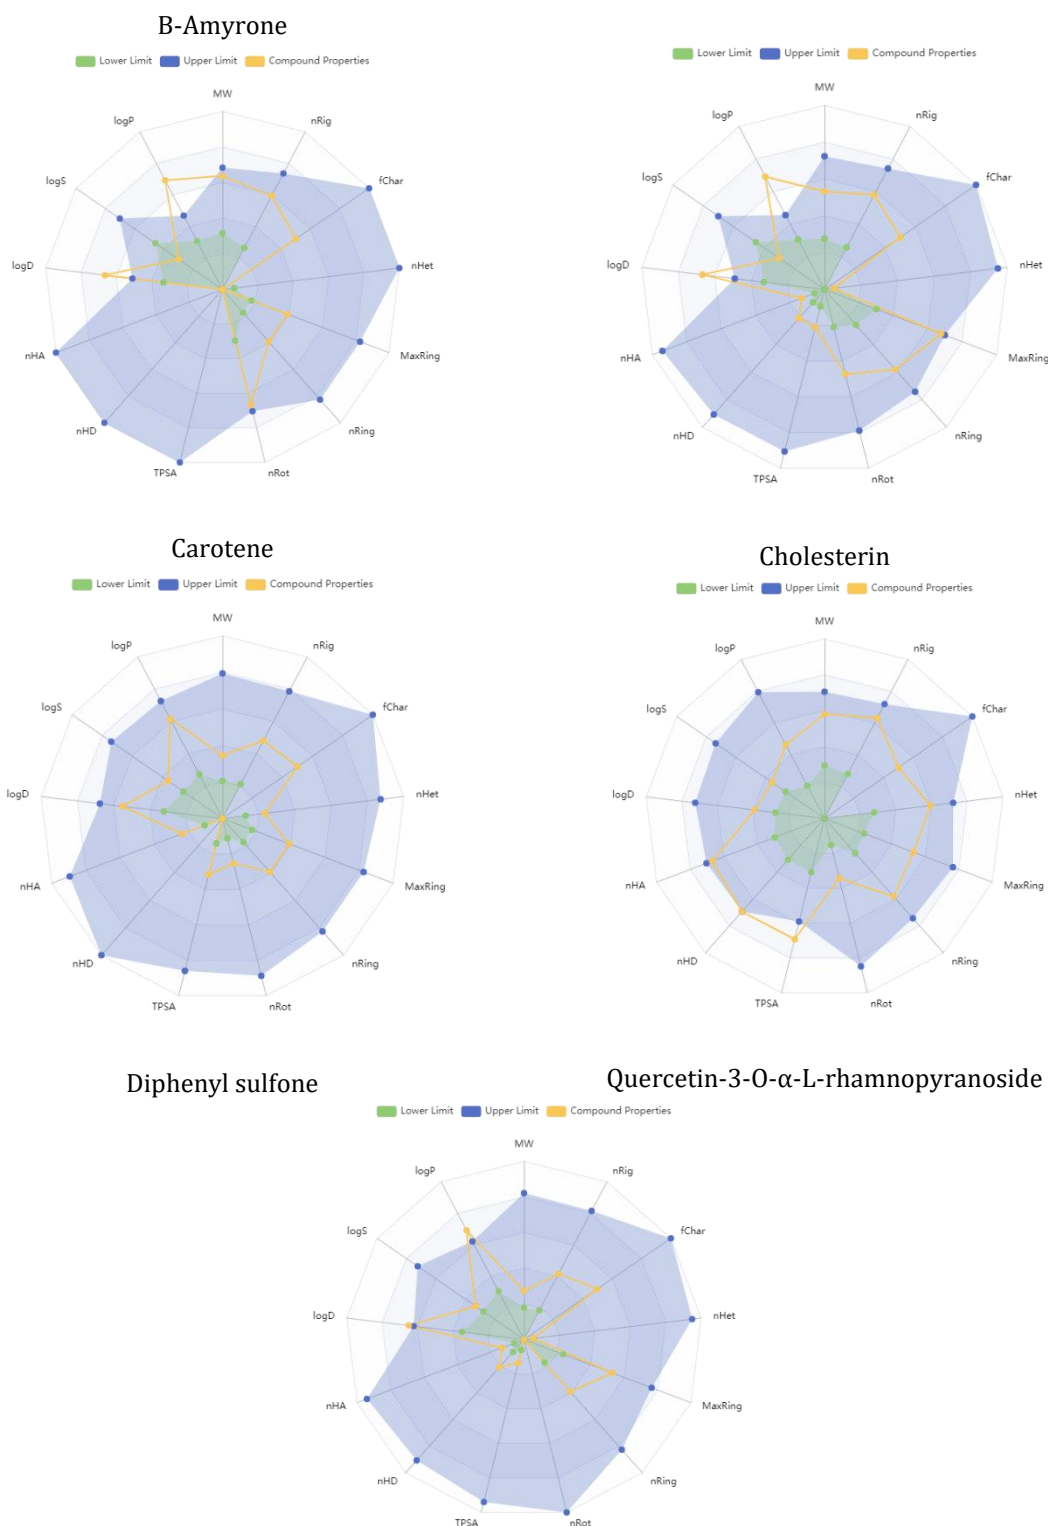 B-Amyrone
Lower Limit Upper Limit Compound Properties
MW
nRig
fChar
nHet
MaxRing
nRing
nRot
TPSA
nHD
nHA
logD
logS
logP
Lower Limit Upper Limit Compound Properties
MW
nRig
fChar
nHet
MaxRing
nRing
nRot
TPSA
nHD
nHA
logD
logS
logP
Carotene
Lower Limit Upper Limit Compound Properties
MW
nRig
fChar
nHet
MaxRing
nRing
nRot
TPSA
nHD
nHA
logD
logS
logP
Cholesterin
Lower Limit Upper Limit Compound Properties
MW
nRig
fChar
nHet
MaxRing
nRing
nRot
TPSA
nHD
nHA
logD
logS
logP
Diphenyl sulfone
Quercetin-3-O-α-L-rhamnopyranoside
Lower Limit Upper Limit Compound Properties
MW
nRig
fChar
nHet
MaxRing
nRing
nRot
TPSA
nHD
nHA
logD
logS
logP